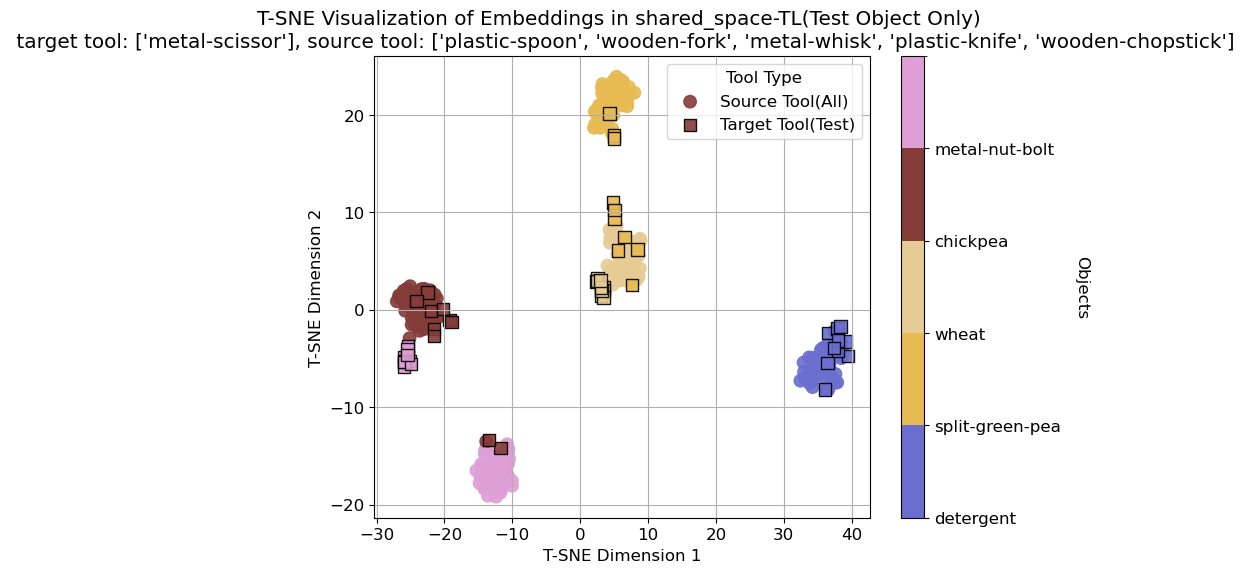 T-SNE Visualization of Embeddings in shared_space-TL(Test Object Only)
target tool: ['metal-scissor'], source tool: ['plastic-spoon', 'wooden-fork', 'metal-whisk', 'plastic-knife', 'wooden-chopstick']
Tool Type
Source Tool(All)
Target Tool(Test)
20
10
0
−10
−20
T-SNE Dimension 2
−30
−20
−10
0
10
20
30
40
T-SNE Dimension 1
metal-nut-bolt
chickpea
wheat
split-green-pea
detergent
Objects